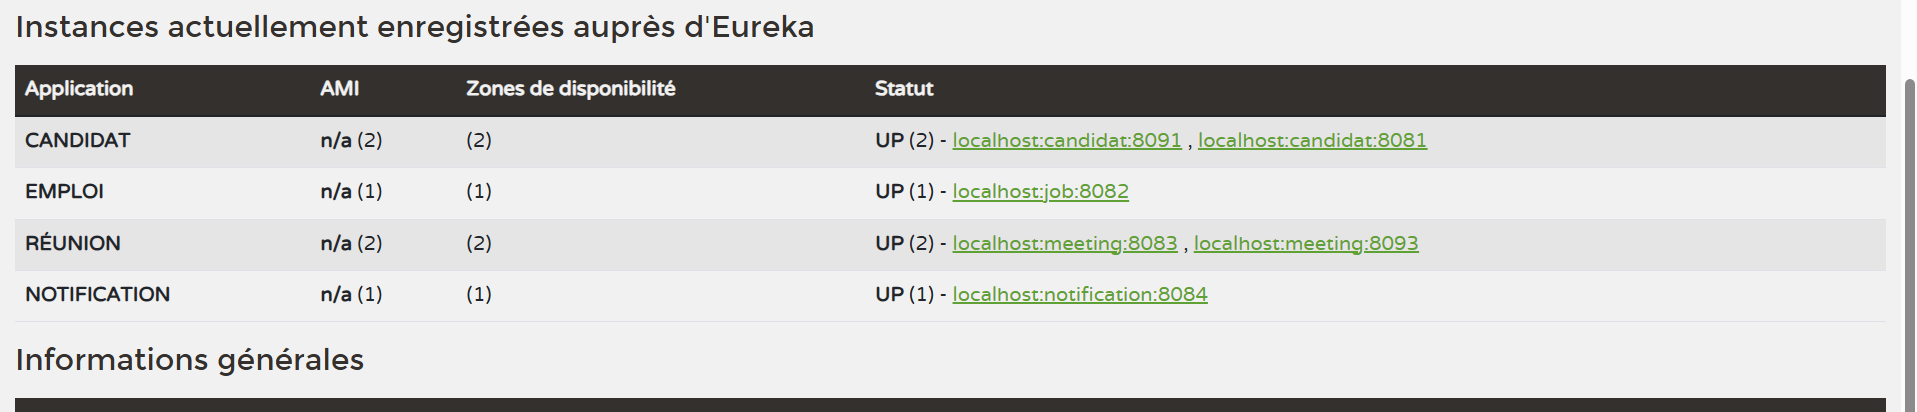 Instances actuellement enregistrées auprès d'Eureka
Application AMI Zones de disponibilité Statut
CANDIDAT n/a (2) (2) UP (2) - localhost:candidat:8091 , localhost:candidat:8081
EMPLOI n/a (1) (1) UP (1) - localhost:job:8082
RÉUNION n/a (2) (2) UP (2) - localhost:meeting:8083 , localhost:meeting:8093
NOTIFICATION n/a (1) (1) UP (1) - localhost:notification:8084
Informations générales